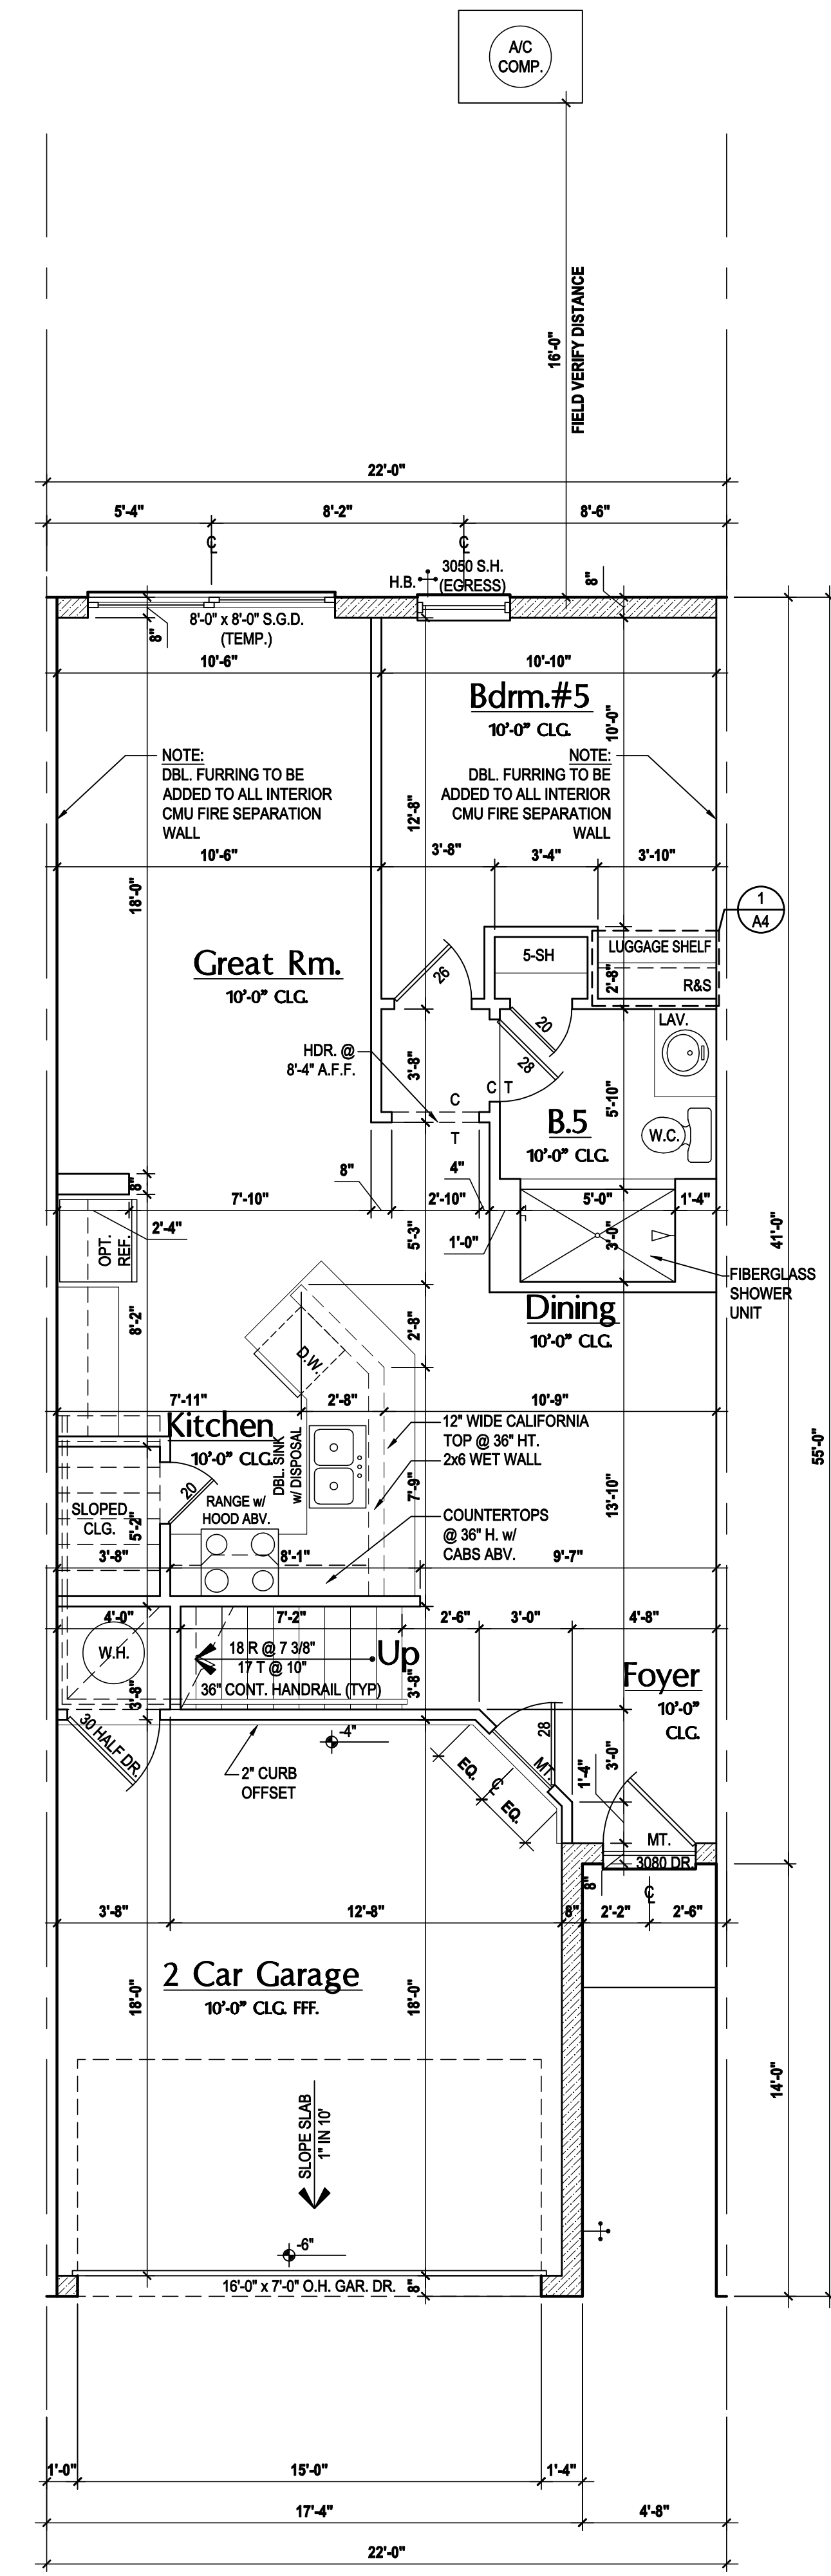 A/C
COMP.
16'-0"
FIELD VERIFY DISTANCE
22'-0"
5'-4"
8'-2"
8'-6"
C
L
C
L
H.B.
3050 S.H.
(EGRESS)
8"
8'-0" x 8'-0" S.G.D.
(TEMP.)
8"
10'-6"
10'-10"
Bdrm.#5
10'-0" CLG.
10'-0"
NOTE:
DBL. FURRING TO BE
ADDED TO ALL INTERIOR
CMU FIRE SEPARATION
WALL
NOTE:
DBL. FURRING TO BE
ADDED TO ALL INTERIOR
CMU FIRE SEPARATION
WALL
12'-8"
10'-6"
3'-8"
3'-4"
3'-10"
18'-0"
1
A4
Great Rm.
10'-0" CLG.
26
5-SH
LUGGAGE SHELF
2'-8"
R&S
20
LAV.
HDR. @
8'-4" A.F.F.
3'-8"
28
C T
C
T
5'-10"
B.5
10'-0" CLG.
W.C.
8"
8"
4"
7'-10"
2'-10"
5'-0"
1'-4"
2'-4"
1'-0"
5'-3"
3'-0"
41'-0"
OPT.
REF.
FIBERGLASS
SHOWER
UNIT
Dining
10'-0" CLG.
8'-2"
2'-8"
D.W.
7'-11"
2'-8"
10'-9"
Kitchen
10'-0" CLG.
DBL. SINK
w/ DISPOSAL
12" WIDE CALIFORNIA
TOP @ 36" HT.
2x6 WET WALL
55'-0"
20
7'-9"
13'-10"
SLOPED
CLG.
5'-2"
RANGE w/
HOOD ABV.
COUNTERTOPS
@ 36" H. w/
CABS ABV.
3'-8"
8'-1"
9'-7"
4'-0"
7'-2"
2'-6"
3'-0"
4'-8"
W.H.
18 R @ 7 3/8"
17 T @ 10"
Up
36" CONT. HANDRAIL (TYP)
3'-8"
3'-8"
Foyer
10'-0"
CLG.
30 HALF DR.
-4"
28
MT.
2" CURB
OFFSET
EQ.
C
L
EQ.
1'-4"
3'-0"
MT.
3080 DR.
8"
C
L
3'-8"
12'-8"
8"
2'-2"
2'-6"
2 Car Garage
10'-0" CLG. FFF.
18'-0"
18'-0"
14'-0"
SLOPE SLAB
1" IN 10'
-6"
16'-0" x 7'-0" O.H. GAR. DR.
8"
1'-0"
15'-0"
1'-4"
17'-4"
4'-8"
22'-0"